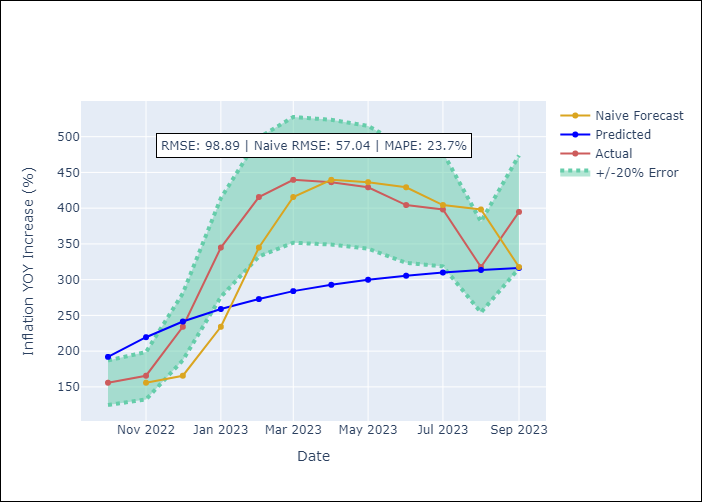 Naive Forecast
Predicted
Actual
+/-20% Error
RMSE: 98.89 | Naive RMSE: 57.04 | MAPE: 23.7%
Inflation YOY Increase (%)
500
450
400
350
300
250
200
150
Nov 2022 Jan 2023 Mar 2023 May 2023 Jul 2023 Sep 2023
Date